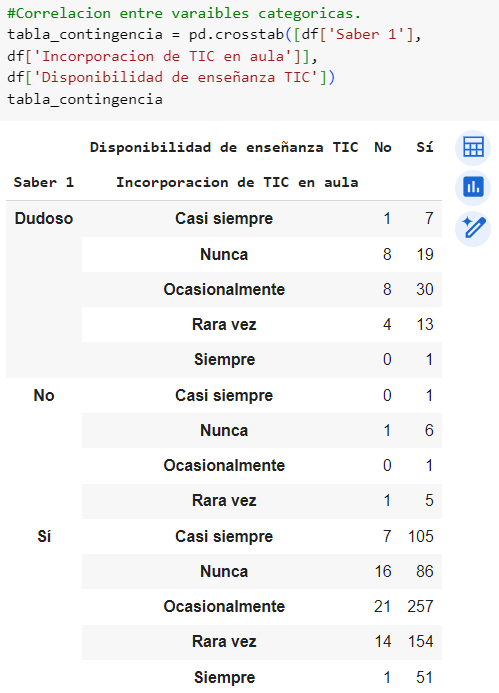 #Correlacion entre varaibles categoricas.
tabla_contingencia = pd.crosstab([df['Saber 1'],
df['Incorporacion de TIC en aula']],
df['Disponibilidad de enseñanza TIC'])
tabla_contingencia
Disponibilidad de enseñanza TIC No Sí
Saber 1 Incorporacion de TIC en aula
Dudoso Casi siempre 1 7
Nunca 8 19
Ocasionalmente 8 30
Rara vez 4 13
Siempre 0 1
No Casi siempre 0 1
Nunca 1 6
Ocasionalmente 0 1
Rara vez 1 5
Sí Casi siempre 7 105
Nunca 16 86
Ocasionalmente 21 257
Rara vez 14 154
Siempre 1 51